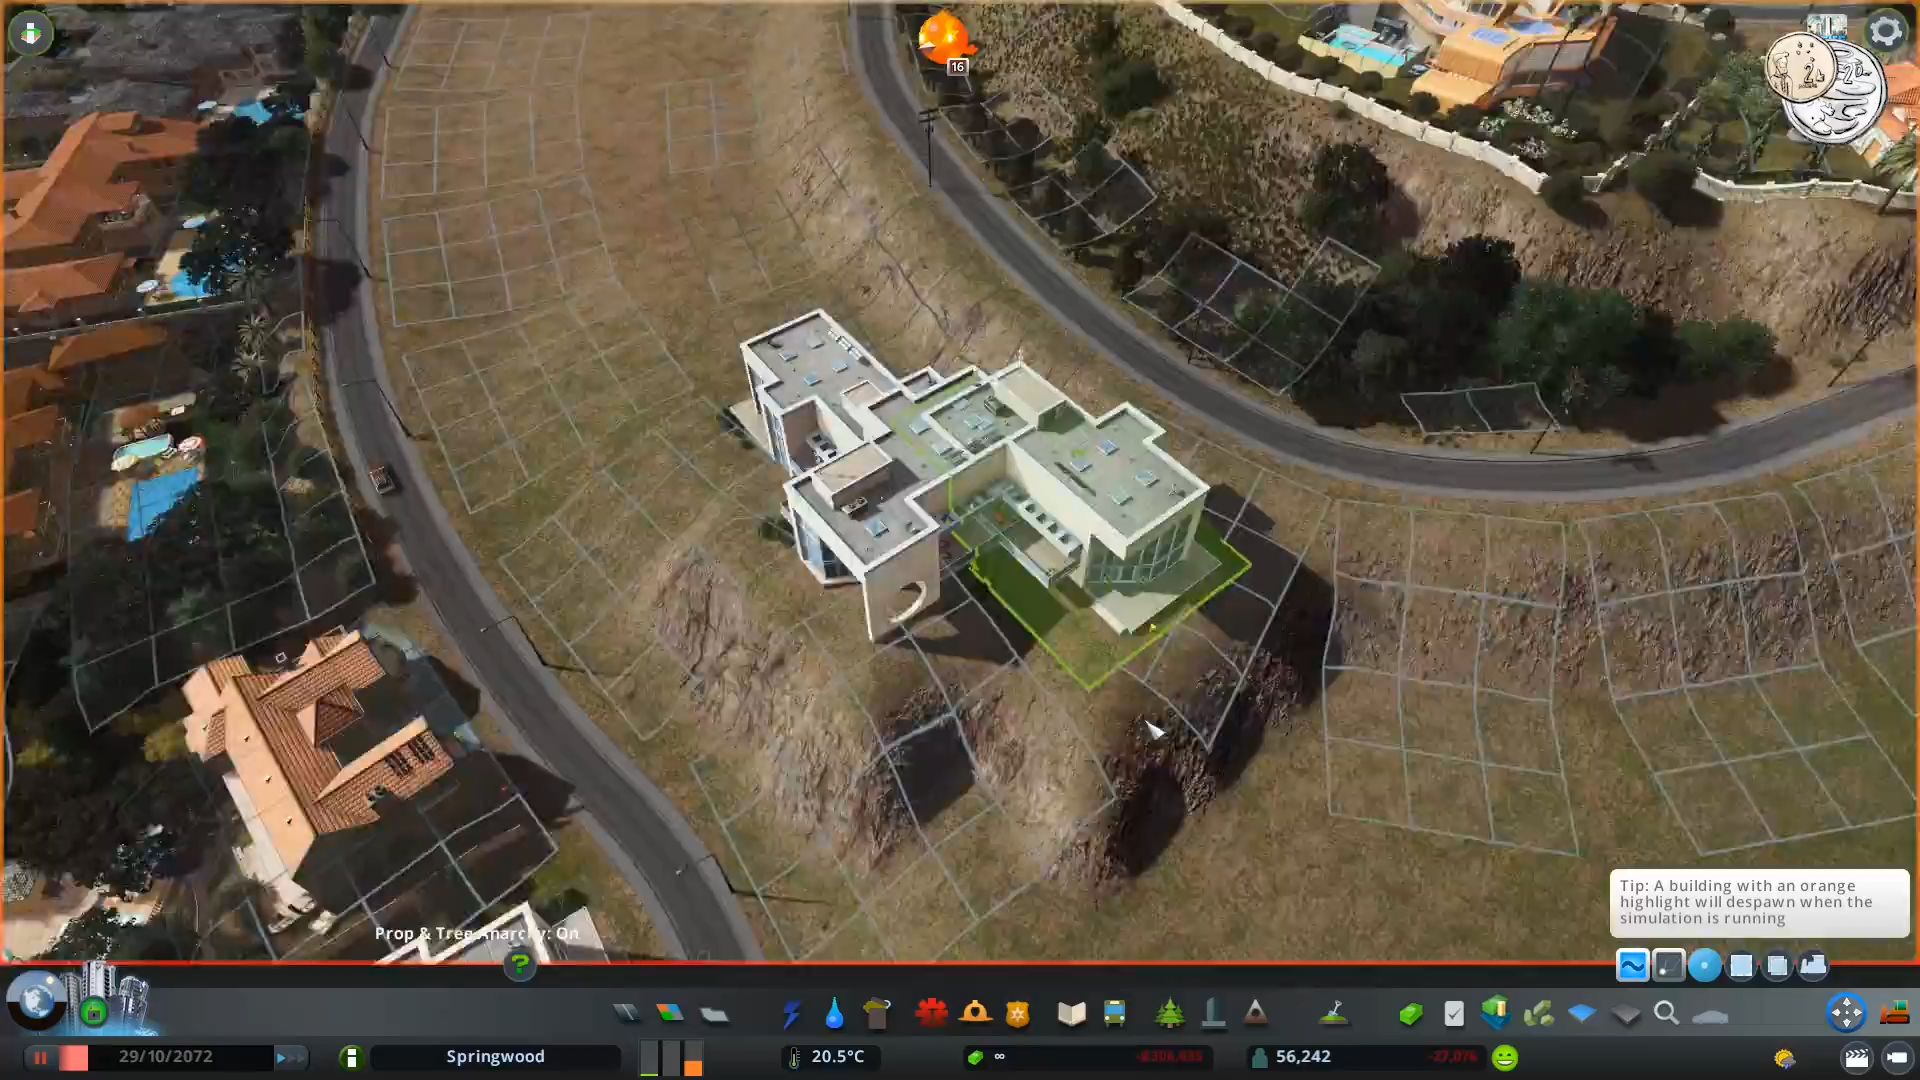 16
Tip: A building with an orange
highlight will despawn when the
simulation is running
Prop & Tree Anarchy: On
29/10/2072
Springwood
20.5°C
∞
56,242